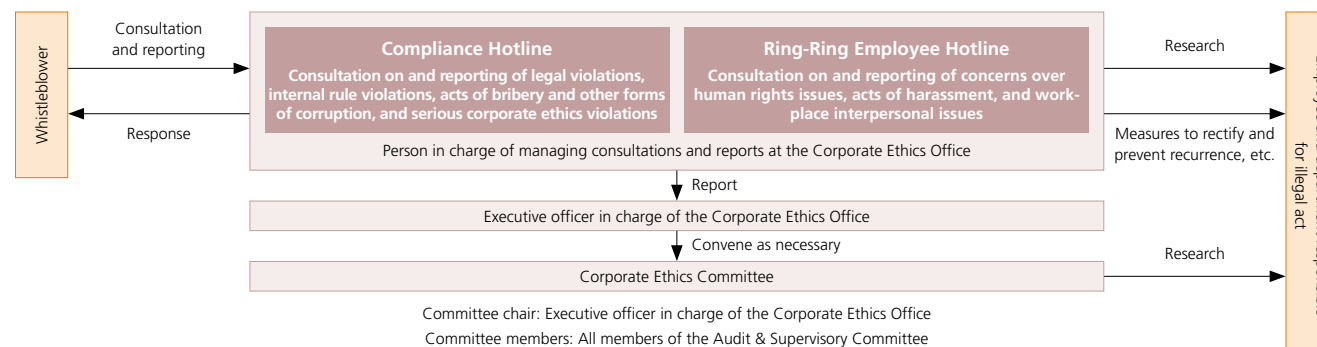 Whistleblower
Consultation
and reporting
Response
Compliance Hotline
Consultation on and reporting of legal violations,
internal rule violations, acts of bribery and other forms
of corruption, and serious corporate ethics violations
Ring-Ring Employee Hotline
Consultation on and reporting of concerns over
human rights issues, acts of harassment, and work-
place interpersonal issues
Person in charge of managing consultations and reports at the Corporate Ethics Office
Research
Measures to rectify and
prevent recurrence, etc.
Report
Executive officer in charge of the Corporate Ethics Office
Convene as necessary
Corporate Ethics Committee
Research
Committee chair: Executive officer in charge of the Corporate Ethics Office
Committee members: All members of the Audit & Supervisory Committee
for illegal act